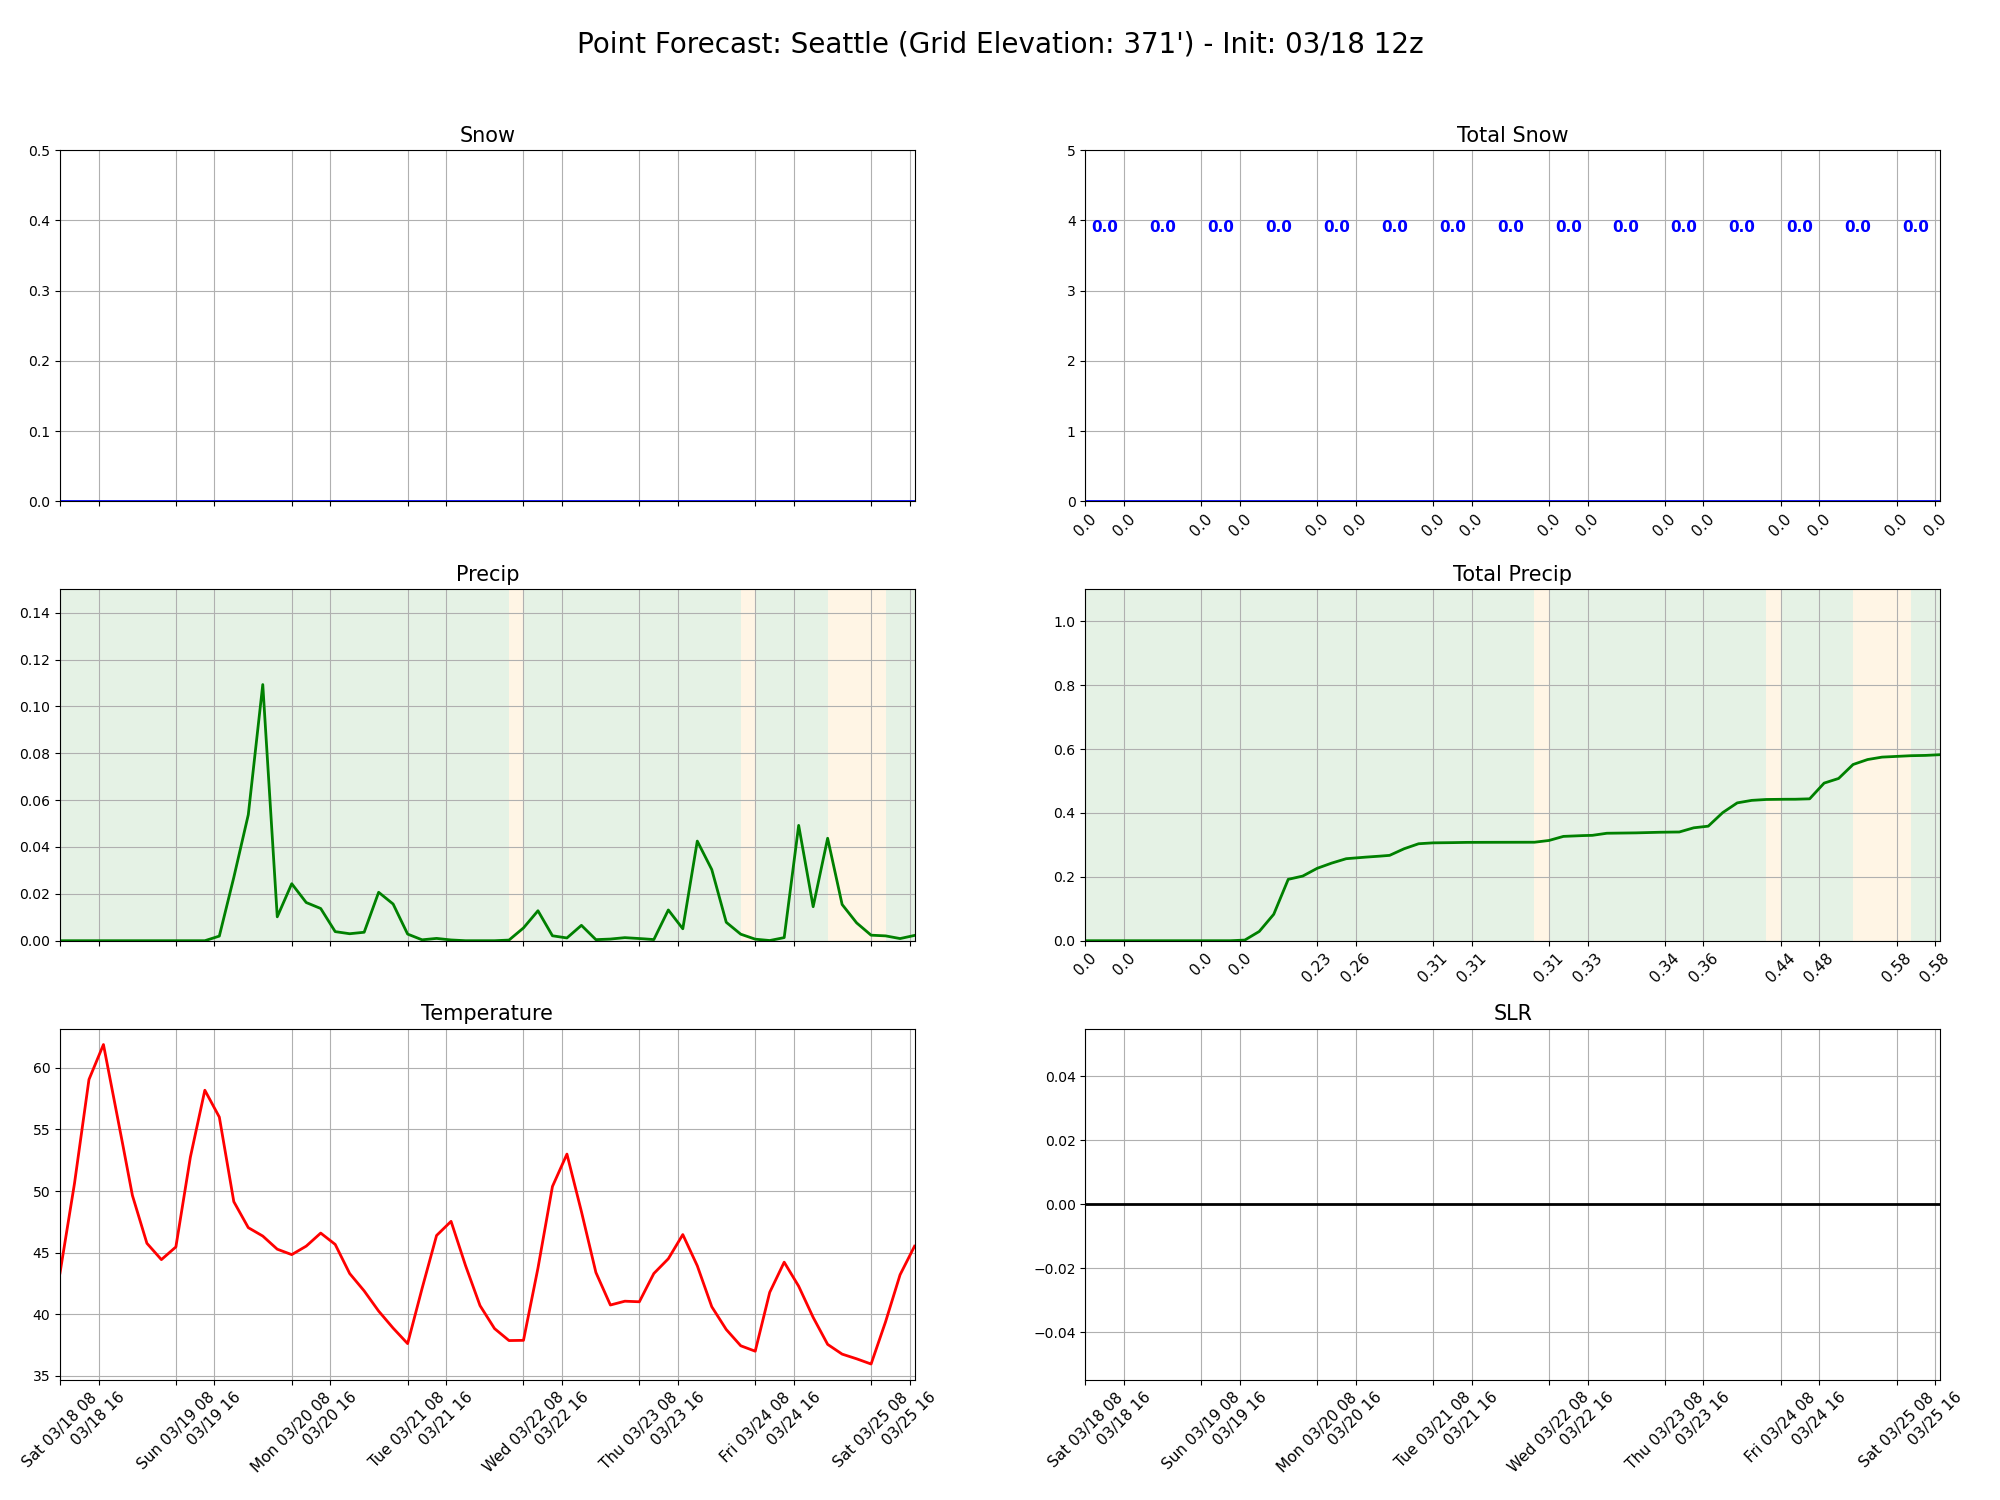 Point Forecast: Seattle (Grid Elevation: 371') - Init: 03/18 12z
Snow
0.5
0.4
0.3
0.2
0.1
0.0
Total Snow
5
4
3
2
1
0
0.0 0.0 0.0 0.0 0.0 0.0 0.0 0.0 0.0 0.0 0.0 0.0 0.0 0.0 0.0
0.0 0.0 0.0 0.0 0.0 0.0 0.0 0.0 0.0 0.0 0.0 0.0 0.0 0.0 0.0 0.0
Precip
0.14
0.12
0.10
0.08
0.06
0.04
0.02
0.00
Total Precip
1.0
0.8
0.6
0.4
0.2
0.0
0.0 0.0 0.0 0.0 0.23 0.26 0.31 0.31 0.31 0.33 0.34 0.36 0.44 0.48 0.58 0.58
Temperature
60
55
50
45
40
35
Sat 03/18 08
03/18 16
Sun 03/19 08
03/19 16
Mon 03/20 08
03/20 16
Tue 03/21 08
03/21 16
Wed 03/22 08
03/22 16
Thu 03/23 08
03/23 16
Fri 03/24 08
03/24 16
Sat 03/25 08
03/25 16
SLR
0.04
0.02
0.00
−0.02
−0.04
Sat 03/18 08
03/18 16
Sun 03/19 08
03/19 16
Mon 03/20 08
03/20 16
Tue 03/21 08
03/21 16
Wed 03/22 08
03/22 16
Thu 03/23 08
03/23 16
Fri 03/24 08
03/24 16
Sat 03/25 08
03/25 16